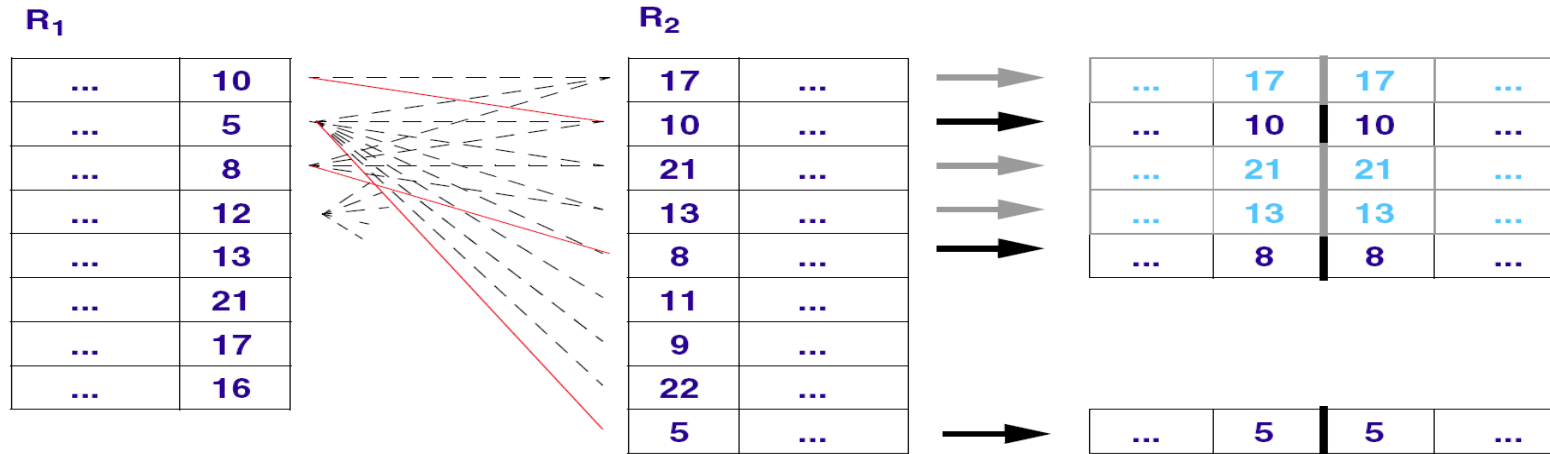 R1 R2
... 10 17 ... ... 17 17 ...
... 5 10 ... ... 10 10 ...
... 8 21 ... ... 21 21 ...
... 12 13 ... ... 13 13 ...
... 13 8 ... ... 8 8 ...
... 21 11 ...
... 17 9 ...
... 16 22 ...
5 ... ... 5 5 ...